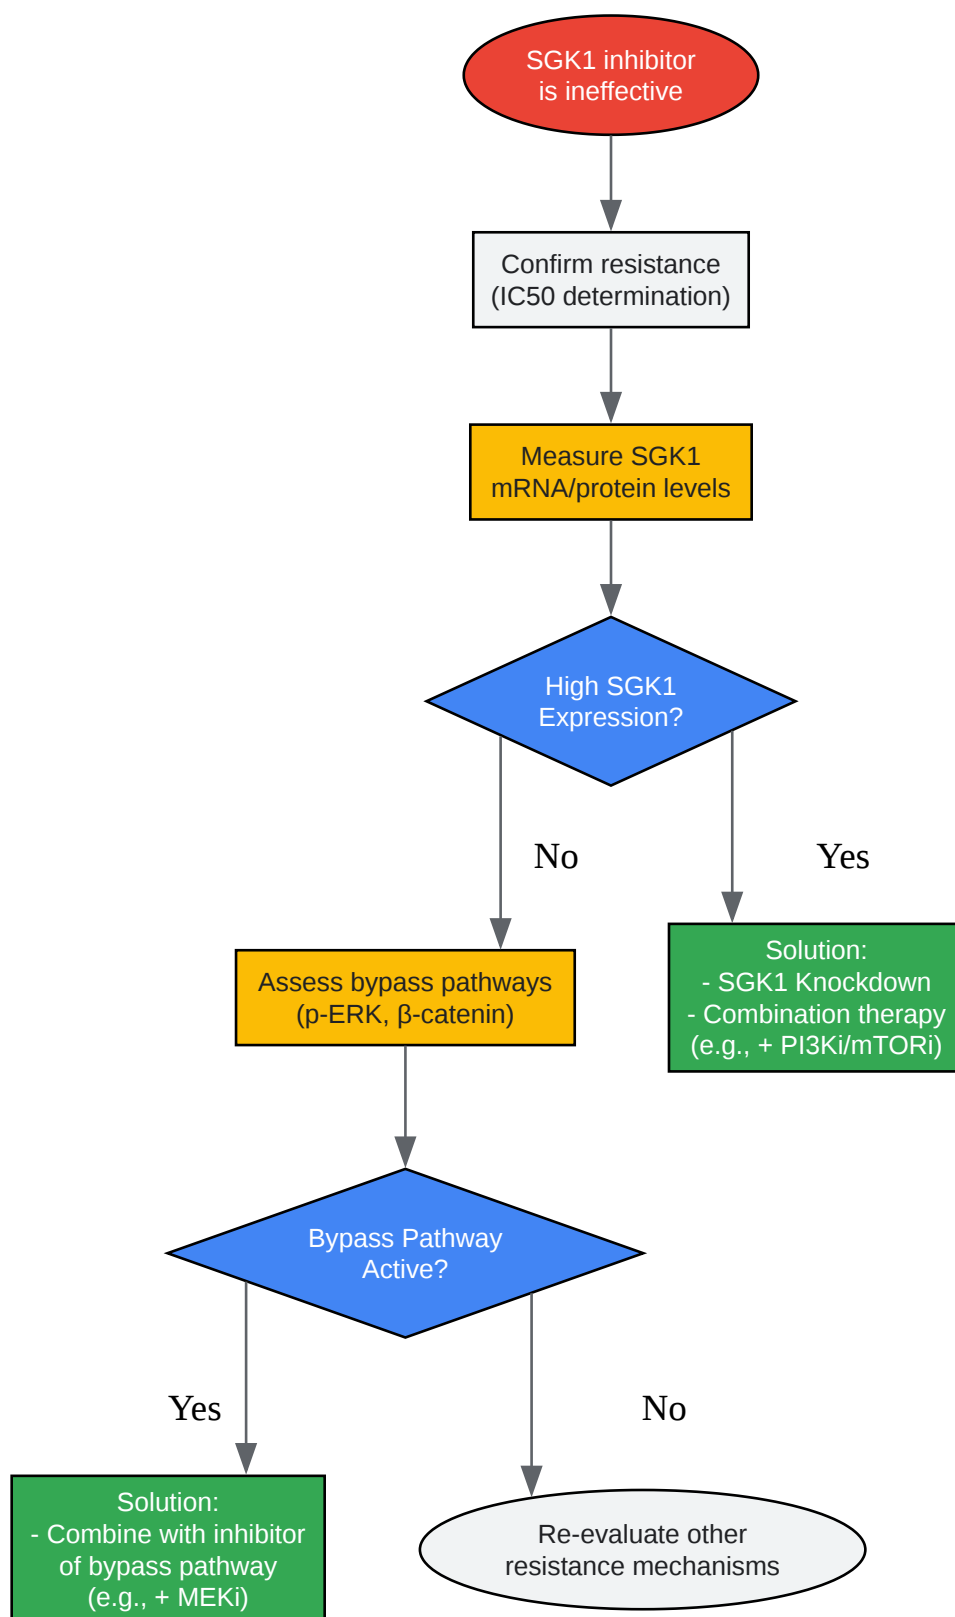 SGK1 inhibitor
is ineffective
Confirm resistance
(IC50 determination)
Measure SGK1
mRNA/protein levels
High SGK1
Expression?
No
Yes
Assess bypass pathways
(p-ERK, β-catenin)
Solution:
- SGK1 Knockdown
- Combination therapy
(e.g., + PI3Ki/mTORi)
Bypass Pathway
Active?
Yes
No
Solution:
- Combine with inhibitor
of bypass pathway
(e.g., + MEKi)
Re-evaluate other
resistance mechanisms